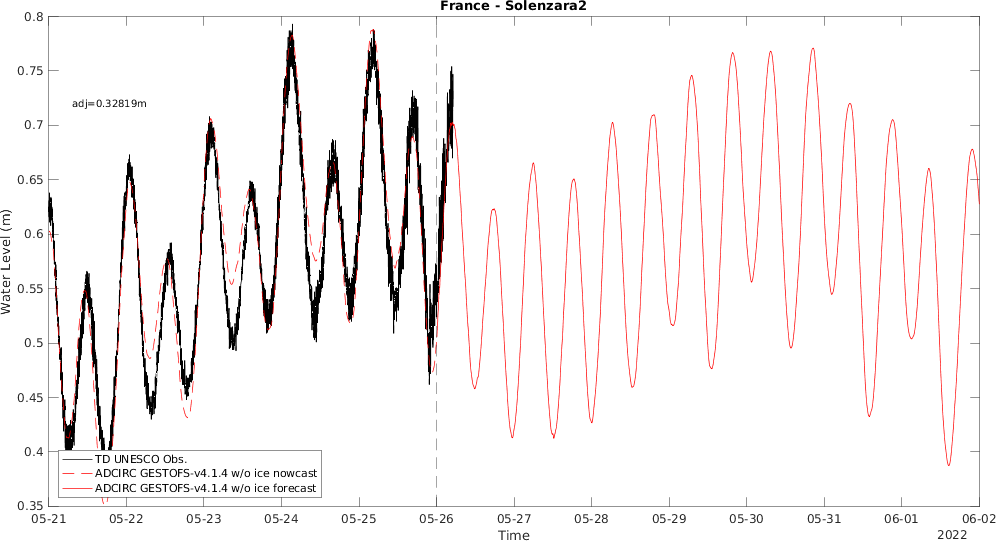 France - Solenzara2
0.8
0.75
0.7
0.65
0.6
0.55
0.5
0.45
0.4
0.35
Water Level (m)
adj=0.32819m
TD UNESCO Obs.
ADCIRC GESTOFS-v4.1.4 w/o ice nowcast
ADCIRC GESTOFS-v4.1.4 w/o ice forecast
05-21 05-22 05-23 05-24 05-25 05-26 05-27 05-28 05-29 05-30 05-31 06-01 06-02
Time
2022